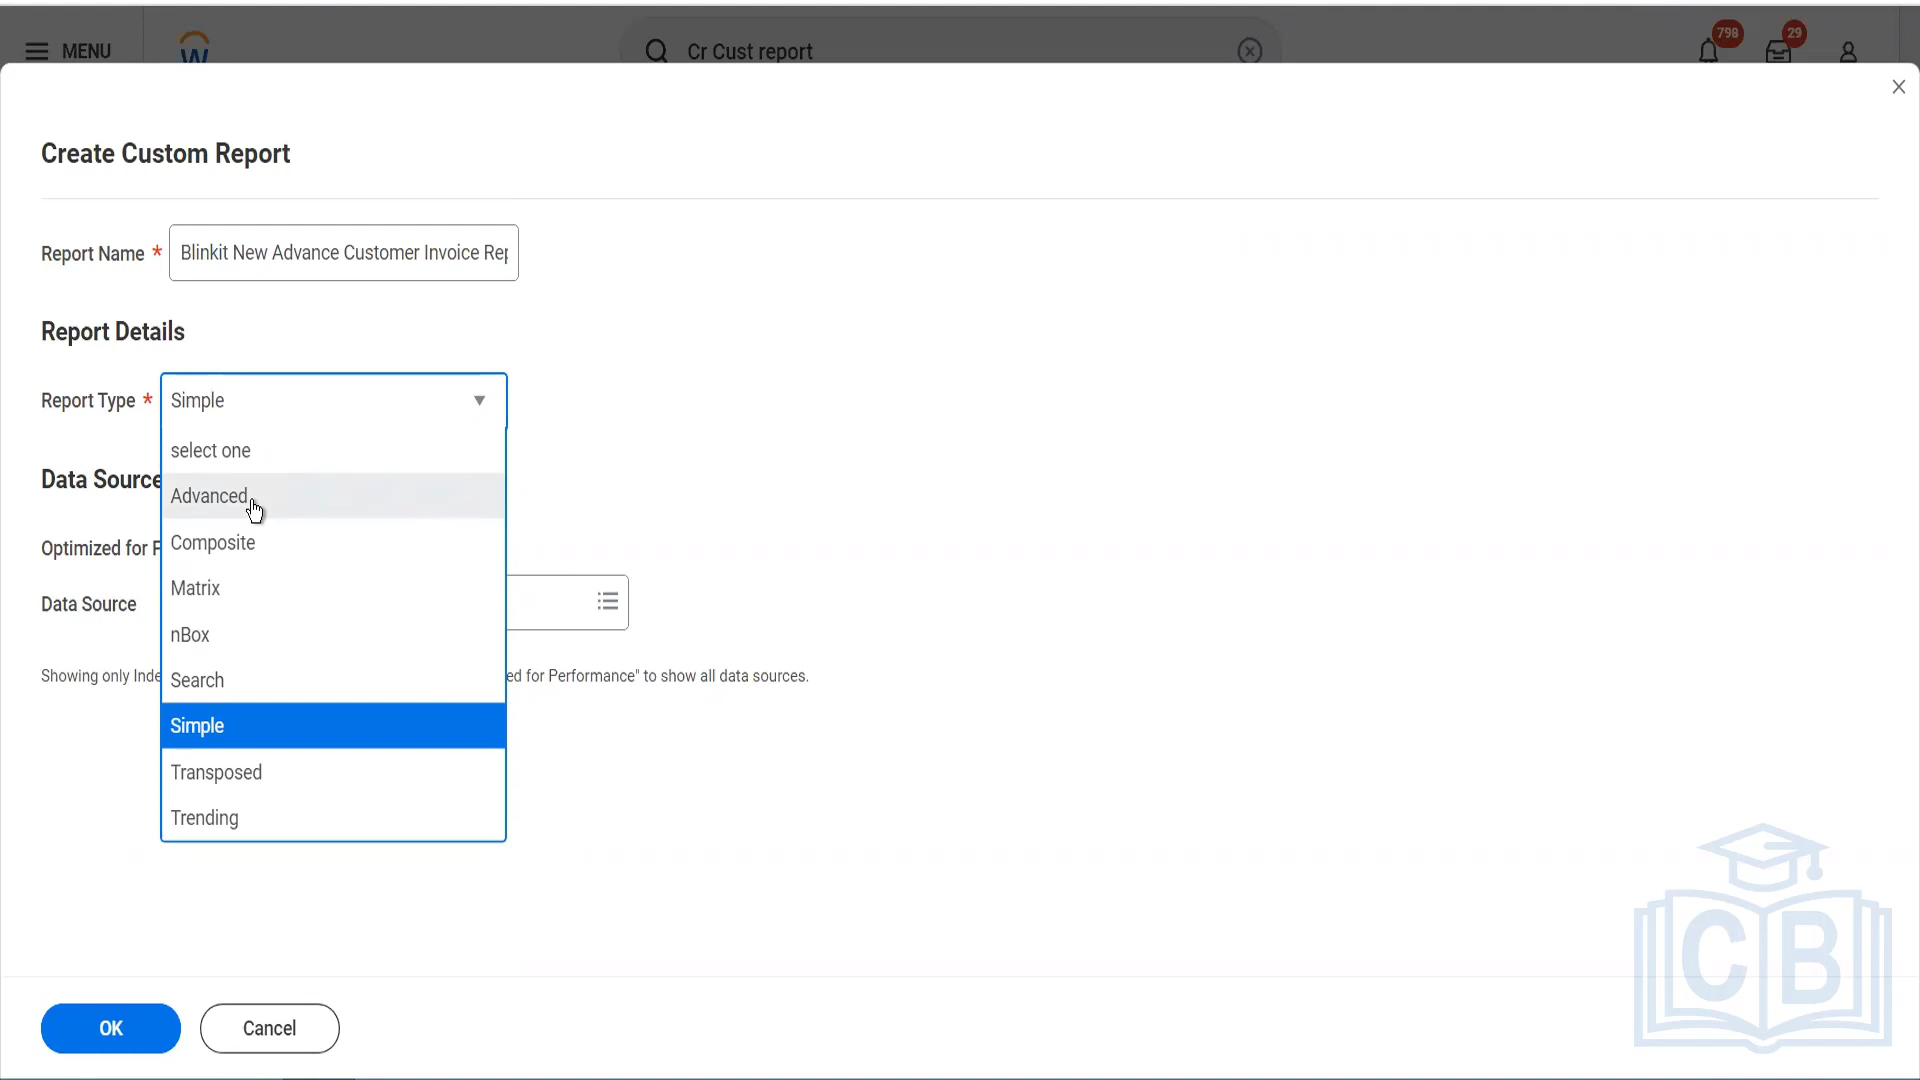 MENU
W
Cr Cust report
798
29
Create Custom Report
Report Name *
Blinkit New Advance Customer Invoice Rep
Report Details
Report Type *
Simple
select one
Advanced
Composite
Matrix
nBox
Search
Simple
Transposed
Trending
Data Source
Optimized for P
Data Source
Showing only Inde
ed for Performance" to show all data sources.
OK
Cancel
CB